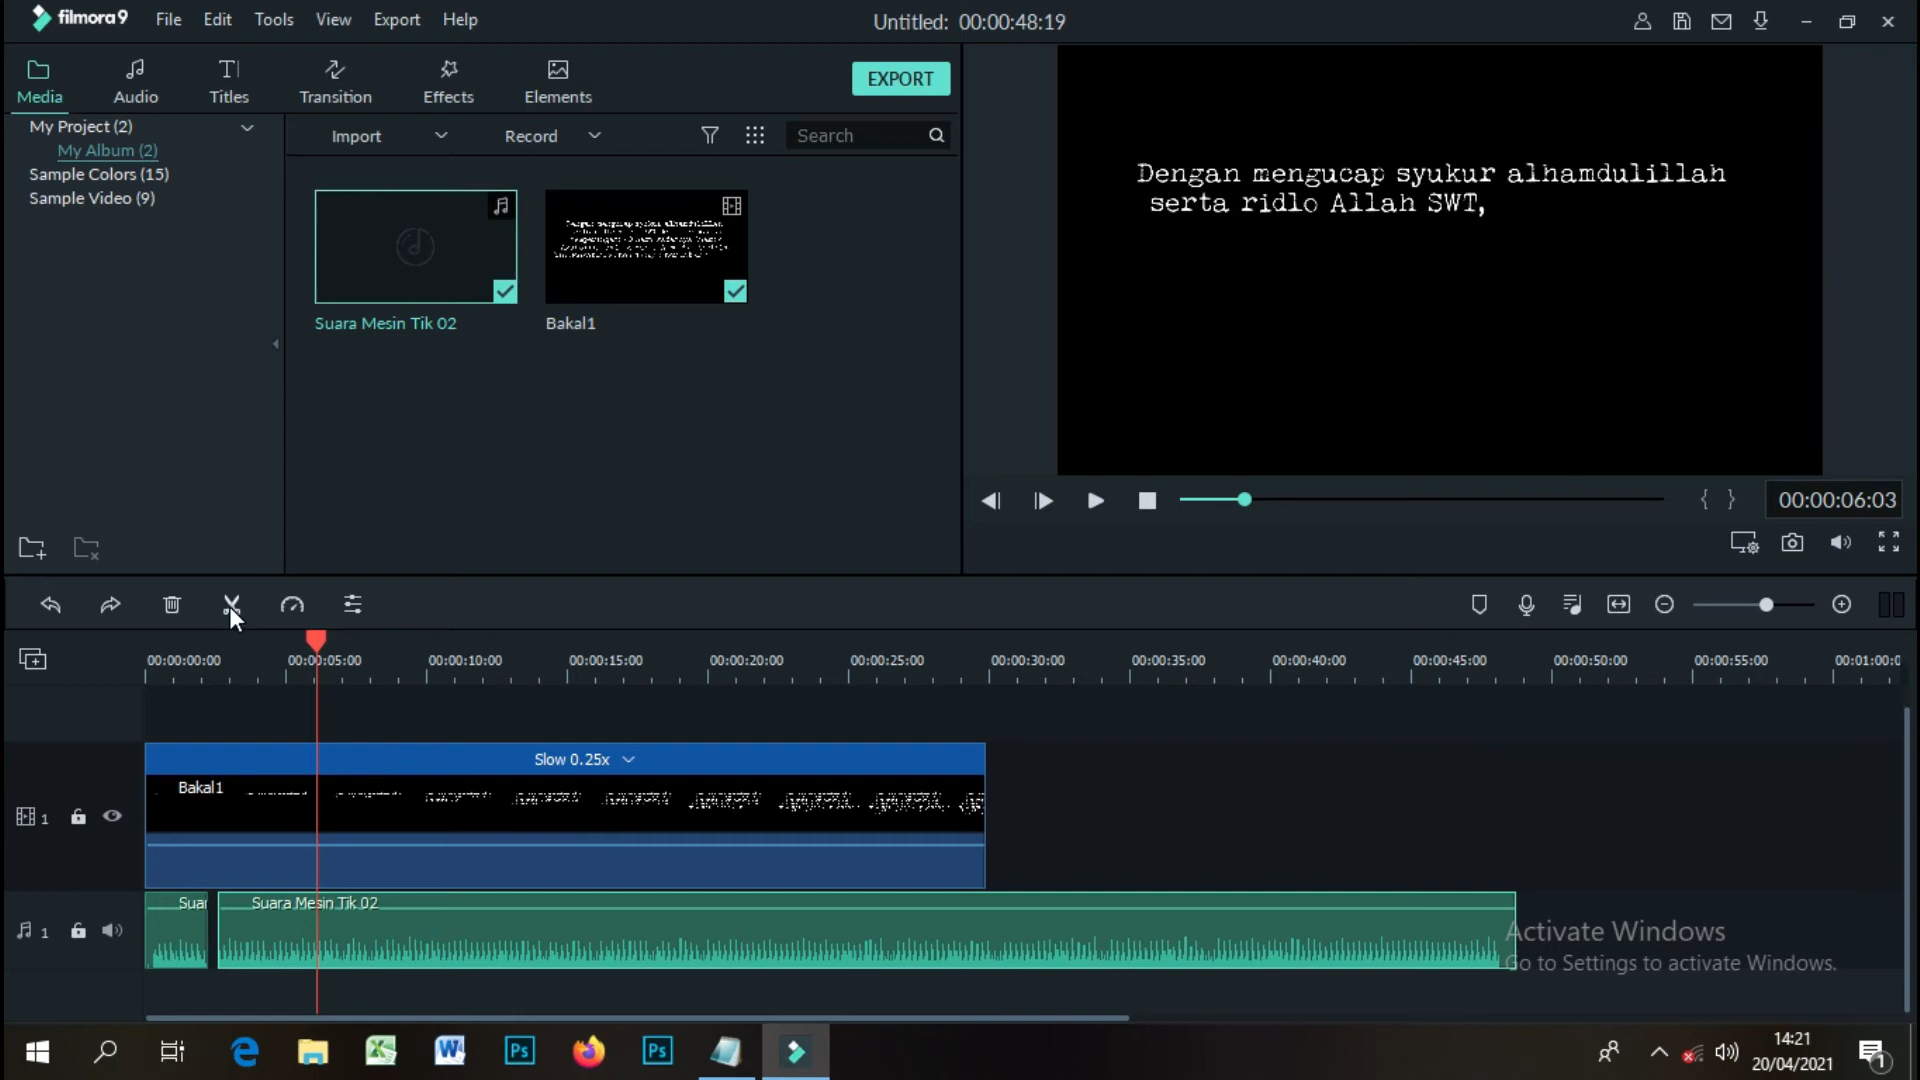 filmora9 File Edit Tools View Export Help Untitled: 00:00:48:19
Media Audio Titles Transition Effects Elements EXPORT
My Project (2) Import Record Search
My Album (2)
Sample Colors (15)
Sample Video (9)
Suara Mesin Tik 02 Bakal1
Dengan mengucap syukur alhamdulillah
serta ridlo Allah SWT,
{ } 00:00:06:03
00:00:00:00 00:00:05:00 00:00:10:00 00:00:15:00 00:00:20:00 00:00:25:00 00:00:30:00 00:00:35:00 00:00:40:00 00:00:45:00 00:00:50:00 00:00:55:00 00:01:00:0
Slow 0.25x
Bakal1
1
Suar Suara Mesin Tik 02
1
Activate Windows
Go to Settings to activate Windows.
Ps Ps 14:21
20/04/2021 1